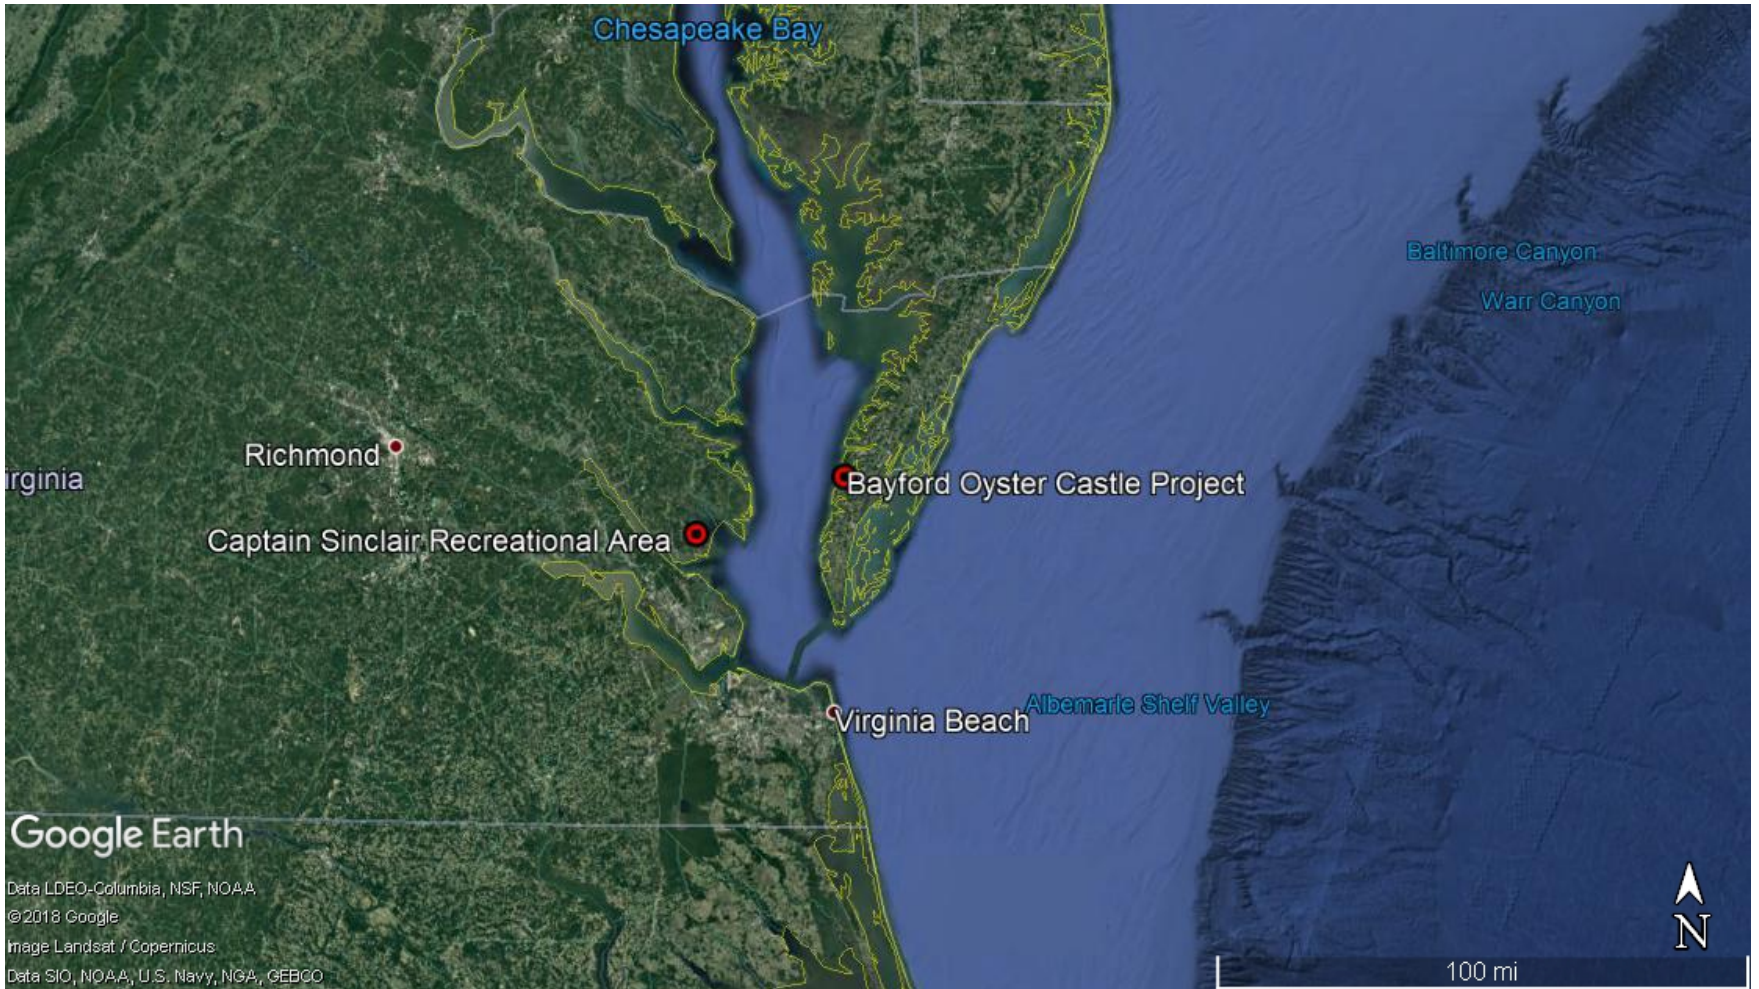 Chesapeake Bay
Baltimore Canyon
Warr Canyon
Richmond
irginia
Bayford Oyster Castle Project
Captain Sinclair Recreational Area
Albemarle Shelf Valley
Virginia Beach
Google Earth
Data LDEO-Columbia, NSF, NOAA
© 2018 Google
Image Landsat / Copernicus
Data SIO, NOAA, U.S. Navy, NGA, GEBCO
N
100 mi